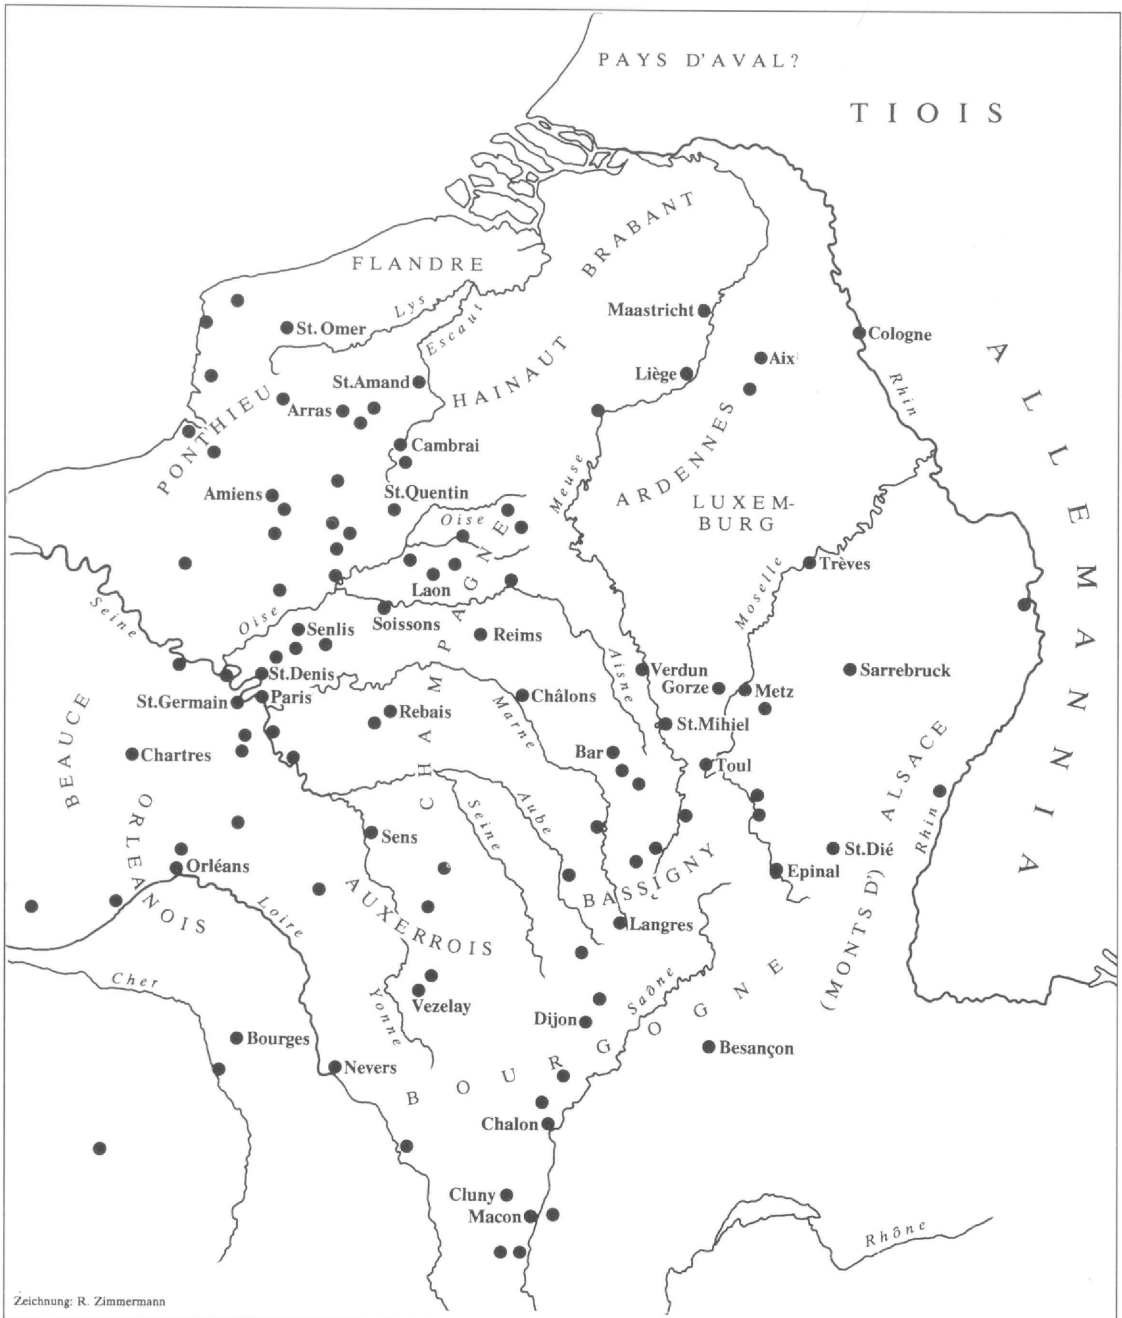 PAYS D'AVAL?
TIOIS
BRABANT
FLANDRE
Lys
Escaut
St. Omer
Maastricht
Cologne
ALLEMANNIA
HAINAUT
Aix
Liège
Rhin
St.Amand
PONTHIEU
Arras
ARDENNES
Cambrai
Meuse
Amiens
St.Quentin
LUXEM-
BURG
Oise
Trèves
Laon
Moselle
Seine
Oise
Soissons
CHAMPAGNE
Senlis
Reims
Aisne
St.Denis
Verdun
Sarrebruck
Gorze
Metz
St.Germain
Paris
Châlons
BEAUCE
Rebais
Marne
St.Mihiel
Chartres
Bar
Toul
ALSACE
ORLEANOIS
Seine
Aube
Rhin
Sens
St.Dié
Orléans
BASSIGNY
Epinal
AUXERROIS
Loire
Langres
(MONTS D')
Cher
Yonne
Vezelay
Saône
Dijon
BOURGOGNE
Bourges
Besançon
Nevers
Chalon
Cluny
Macon
Rhône
Zeichnung: R. Zimmermann